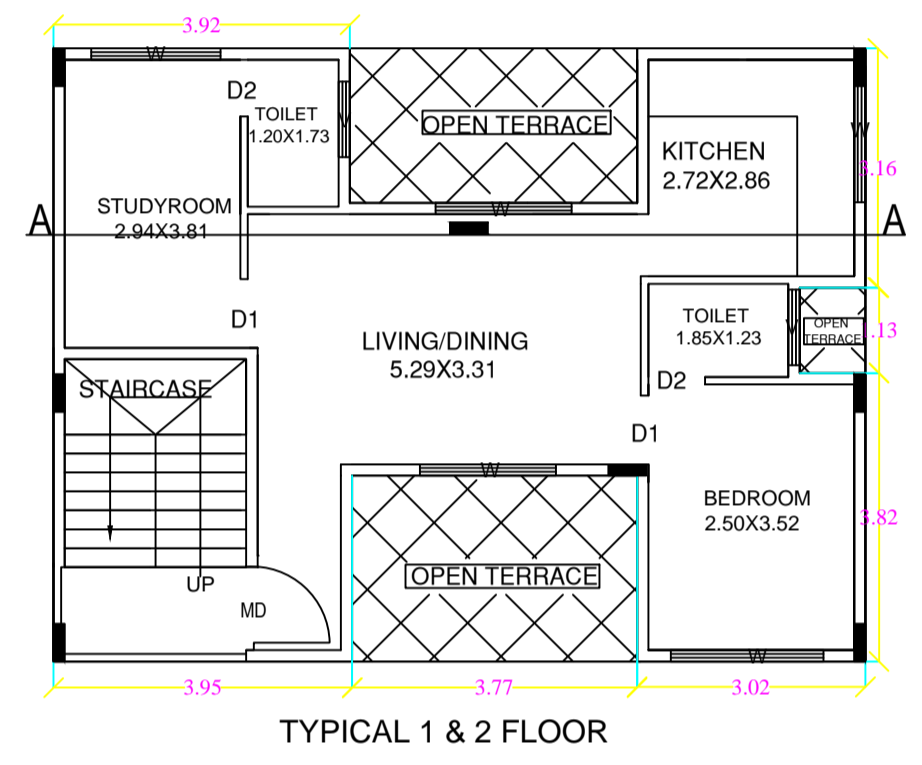 3.92
W
D2
TOILET
1.20X1.73
W
OPEN TERRACE
KITCHEN
2.72X2.86
W
3.16
STUDYROOM
2.94X3.81
W
A
A
D1
TOILET
1.85X1.23
W
OPEN
TERRACE
1.13
LIVING/DINING
5.29X3.31
STAIRCASE
D2
D1
W
BEDROOM
2.50X3.52
3.82
OPEN TERRACE
UP
MD
W
3.95
3.77
3.02
TYPICAL 1 & 2 FLOOR